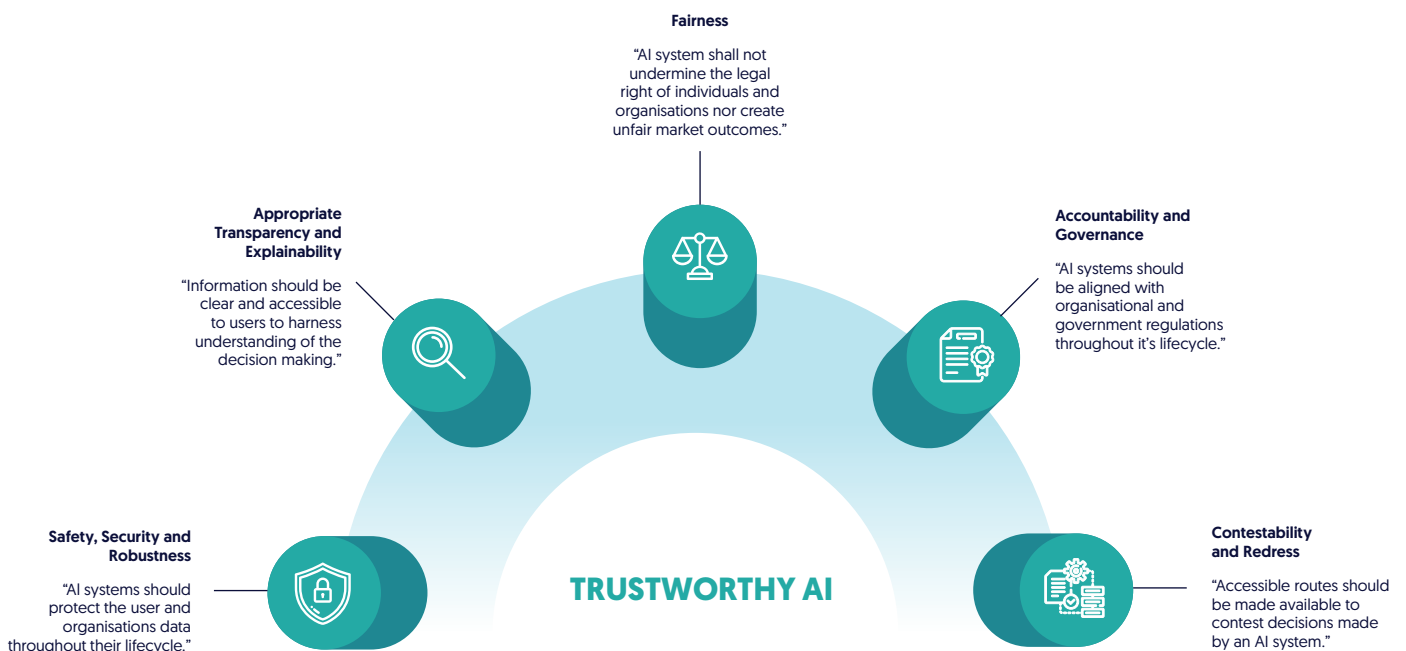 Fairness
“AI system shall not
undermine the legal
right of individuals and
organisations nor create
unfair market outcomes.”
Appropriate
Transparency and
Explainability
“Information should be
clear and accessible
to users to harness
understanding of the
decision making.”
Accountability and
Governance
“AI systems should
be aligned with
organisational and
government regulations
throughout it’s lifecycle.”
Safety, Security and
Robustness
“AI systems should
protect the user and
organisations data
throughout their lifecycle.”
TRUSTWORTHY AI
Contestability
and Redress
“Accessible routes should
be made available to
contest decisions made
by an AI system.”